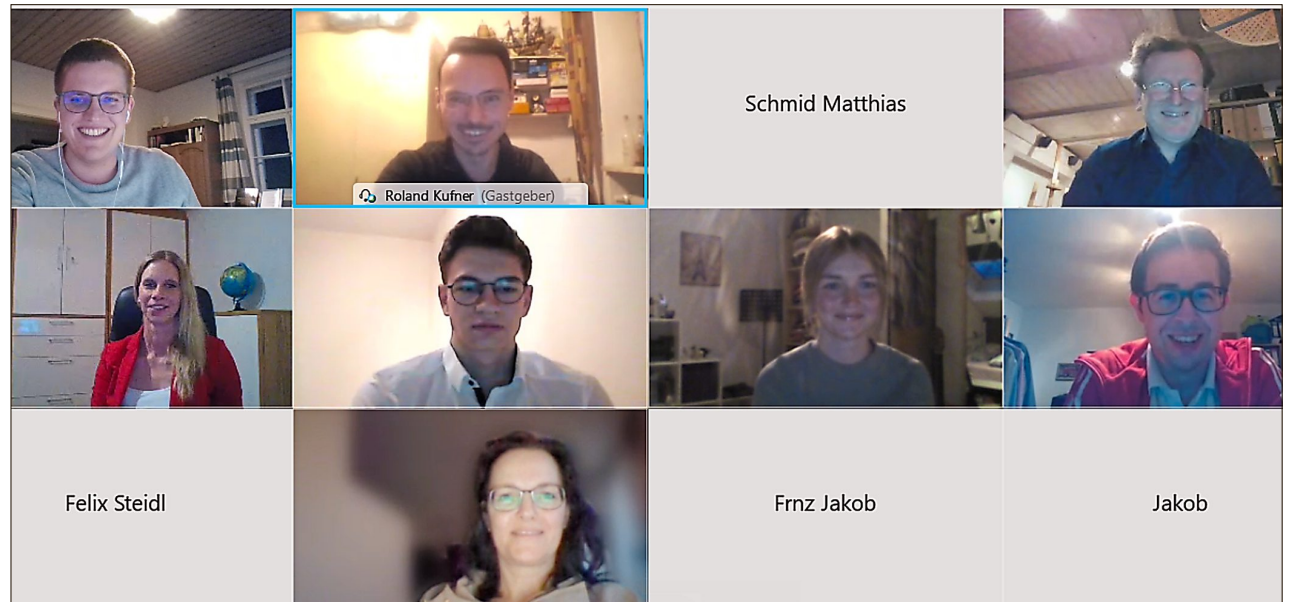 Schmid Matthias
Roland Kufner (Gastgeber)
Felix Steidl
Frnz Jakob
Jakob